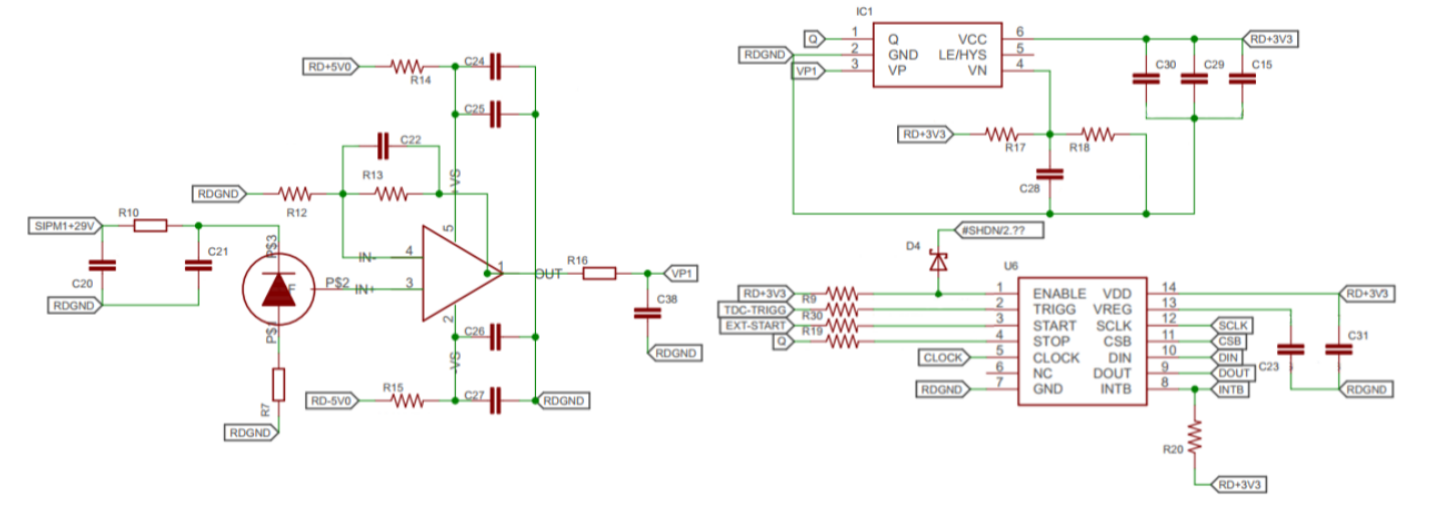 IC1
Q 1 Q VCC 6 RD+3V3
RDGND 2 GND LE/HYS 5
VP1 3 VP VN 4
C30 C29 C15
RD+3V3 R17 R18
C28
RD+5V0 R14 C24
C25
C22
+VS
RDGND R12 R13
SIPM1+29V R10
C20 C21
RDGND
P$3
P$2
P$1
R7
RDGND
IN- 4
IN+ 3
5
1 OUT
2
R16 VP1
C38
RDGND
C26
-VS
RD-5V0 R15 C27 RDGND
#SHDN/2.??
D4
U6
RD+3V3 R9 1 ENABLE VDD 14 RD+3V3
TDC-TRIGG R30 2 TRIGG VREG 13
EXT-START R19 3 START SCLK 12 SCLK
Q 4 STOP CSB 11 CSB
CLOCK 5 CLOCK DIN 10 DIN
6 NC DOUT 9 DOUT
RDGND 7 GND INTB 8 INTB
C23 C31
RDGND
R20
RD+3V3